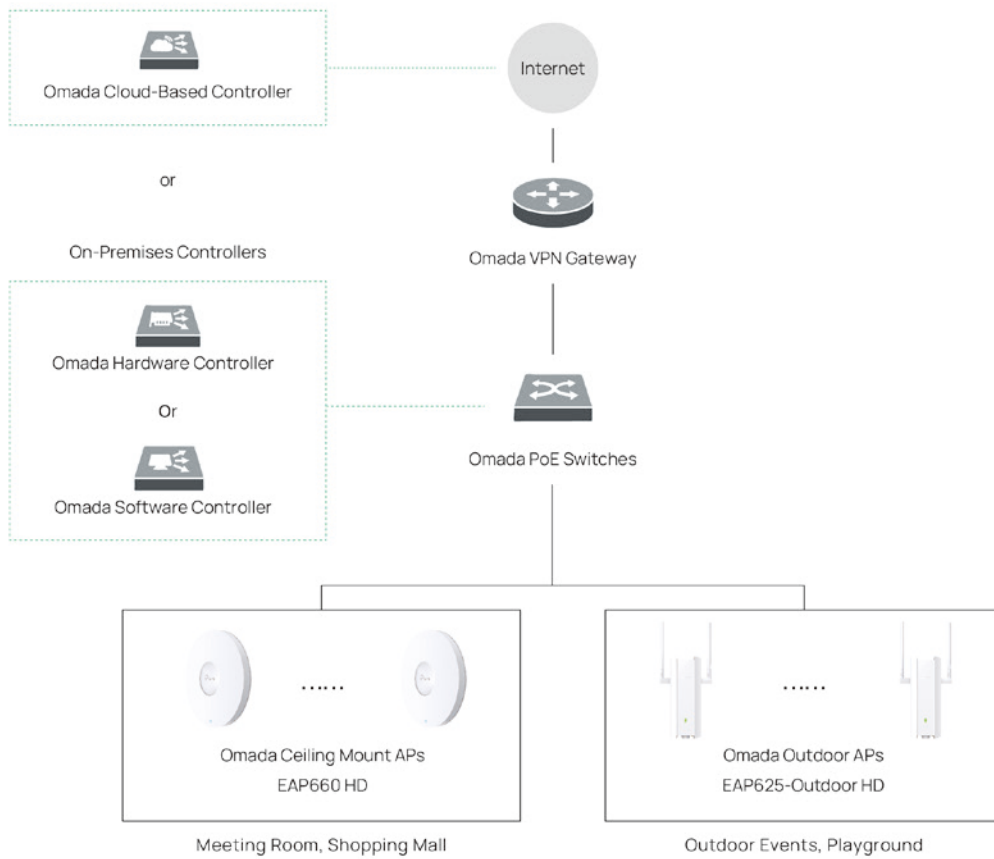 Omada Cloud-Based Controller
Internet
or
On-Premises Controllers
Omada VPN Gateway
Omada Hardware Controller
Or
Omada Software Controller
Omada PoE Switches
......
......
Omada Ceiling Mount APs
EAP660 HD
Omada Outdoor APs
EAP625-Outdoor HD
Meeting Room, Shopping Mall
Outdoor Events, Playground